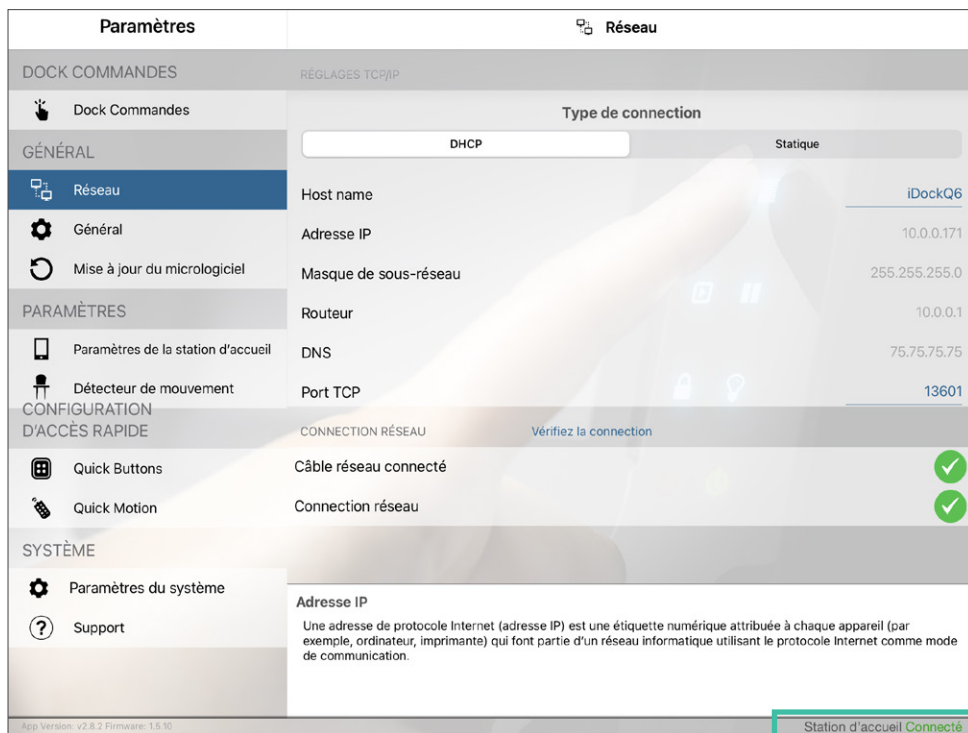 Paramètres
Réseau
DOCK COMMANDES
Dock Commandes
GÉNÉRAL
Réseau
Général
Mise à jour du micrologiciel
PARAMÈTRES
Paramètres de la station d'accueil
Détecteur de mouvement
CONFIGURATION
D'ACCÈS RAPIDE
Quick Buttons
Quick Motion
SYSTÈME
Paramètres du système
Support
App Version: v2.8.2 Firmware: 1.5.10
RÉGLAGES TCP/IP
Type de connection
DHCP Statique
Host name iDockQ6
Adresse IP 10.0.0.171
Masque de sous-réseau 255.255.255.0
Routeur 10.0.0.1
DNS 75.75.75.75
Port TCP 13601
CONNECTION RÉSEAU Vérifiez la connection
Câble réseau connecté
Connection réseau
Adresse IP
Une adresse de protocole Internet (adresse IP) est une étiquette numérique attribuée à chaque appareil (par
exemple, ordinateur, imprimante) qui font partie d'un réseau informatique utilisant le protocole Internet comme mode
de communication.
Station d'accueil Connecté